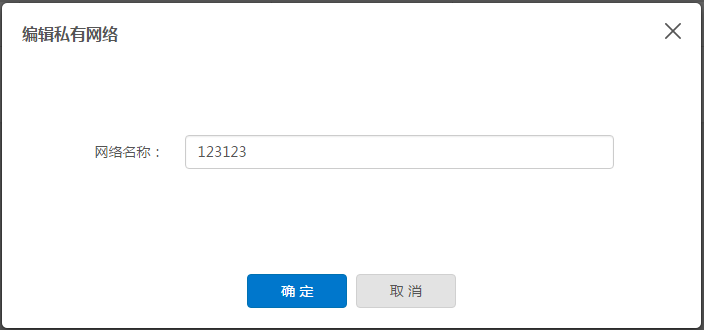 编辑私有网络
网络名称：
123123
确 定
取 消